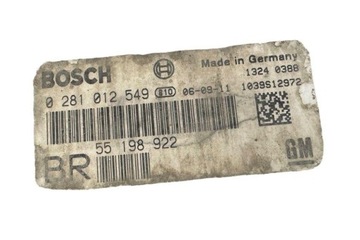 BOSCH
Made in Germany
1324 0388
0 281 012 549 810 06-09-11 1039S12972
55 198 922
BR
GM